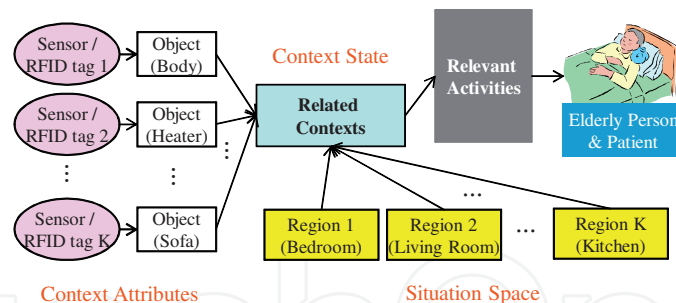 Sensor /
RFID tag 1
Object
(Body)
Context State
Relevant
Activities
Sensor /
RFID tag 2
Object
(Heater)
Related
Contexts
Elderly Person
& Patient
...
...
...
...
Sensor /
RFID tag K
Object
(Sofa)
Region 1
(Bedroom)
Region 2
(Living Room)
...
Region K
(Kitchen)
Context Attributes
Situation Space